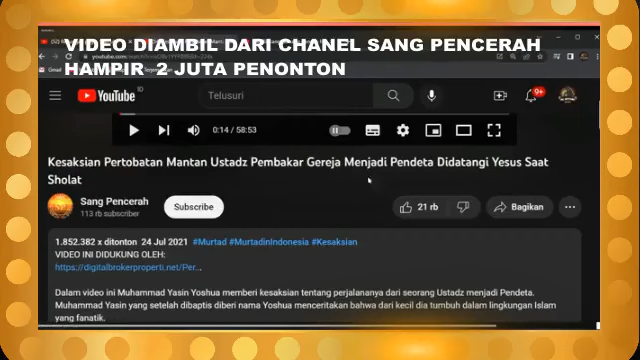 VIDEO DIAMBIL DARI CHANEL SANG PENCERAH
HAMPIR 2 JUTA PENONTON
YouTube ID
Telusuri
9+
0:14 / 58:53
Kesaksian Pertobatan Mantan Ustadz Pembakar Gereja Menjadi Pendeta Didatangi Yesus Saat
Sholat
Sang Pencerah
113 rb subscriber
Subscribe
21 rb
Bagikan
1.852.382 x ditonton 24 Jul 2021 #Murtad #MurtadinIndonesia #Kesaksian
VIDEO INI DIDUKUNG OLEH:
https://digitalbrokerproperti.net/Per...
Dalam video ini Muhammad Yasin Yoshua memberi kesaksian tentang perjalananya dari seorang Ustadz menjadi Pendeta.
Muhammad Yasin yang setelah dibaptis diberi nama Yoshua menceritakan bahwa dari kecil dia tumbuh dalam lingkungan Islam
yang fanatik.